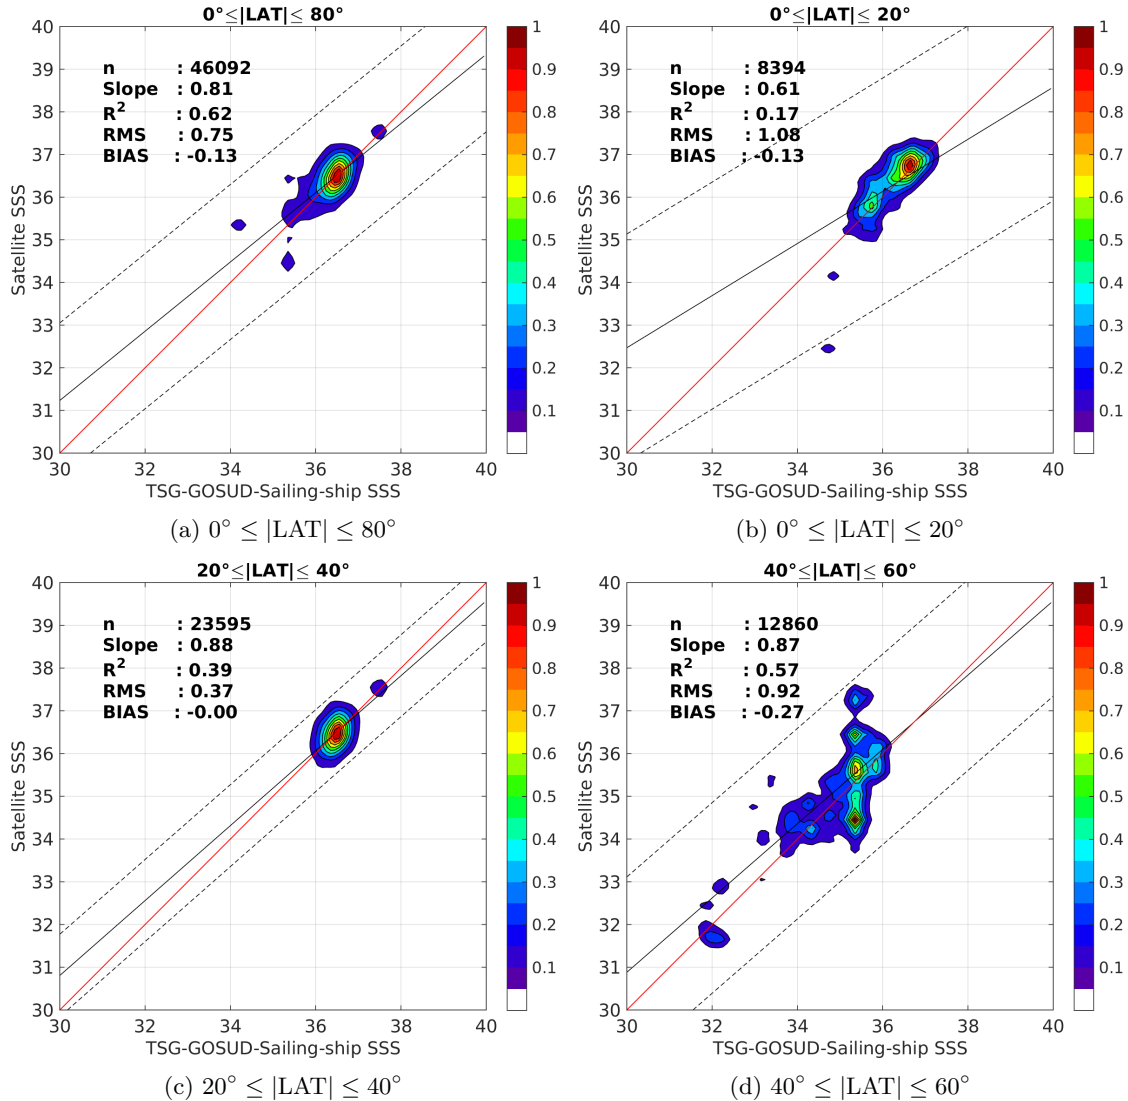 0°≤|LAT|≤ 80°
40
39
38
37
36
35
34
33
32
31
30
30 32 34 36 38 40
Satellite SSS
TSG-GOSUD-Sailing-ship SSS
n : 46092
Slope : 0.81
R² : 0.62
RMS : 0.75
BIAS : -0.13
1
0.9
0.8
0.7
0.6
0.5
0.4
0.3
0.2
0.1
(a) 0° ≤ |LAT| ≤ 80°
0°≤|LAT|≤ 20°
40
39
38
37
36
35
34
33
32
31
30
30 32 34 36 38 40
Satellite SSS
TSG-GOSUD-Sailing-ship SSS
n : 8394
Slope : 0.61
R² : 0.17
RMS : 1.08
BIAS : -0.13
1
0.9
0.8
0.7
0.6
0.5
0.4
0.3
0.2
0.1
(b) 0° ≤ |LAT| ≤ 20°
20°≤|LAT|≤ 40°
40
39
38
37
36
35
34
33
32
31
30
30 32 34 36 38 40
Satellite SSS
TSG-GOSUD-Sailing-ship SSS
n : 23595
Slope : 0.88
R² : 0.39
RMS : 0.37
BIAS : -0.00
1
0.9
0.8
0.7
0.6
0.5
0.4
0.3
0.2
0.1
(c) 20° ≤ |LAT| ≤ 40°
40°≤|LAT|≤ 60°
40
39
38
37
36
35
34
33
32
31
30
30 32 34 36 38 40
Satellite SSS
TSG-GOSUD-Sailing-ship SSS
n : 12860
Slope : 0.87
R² : 0.57
RMS : 0.92
BIAS : -0.27
1
0.9
0.8
0.7
0.6
0.5
0.4
0.3
0.2
0.1
(d) 40° ≤ |LAT| ≤ 60°